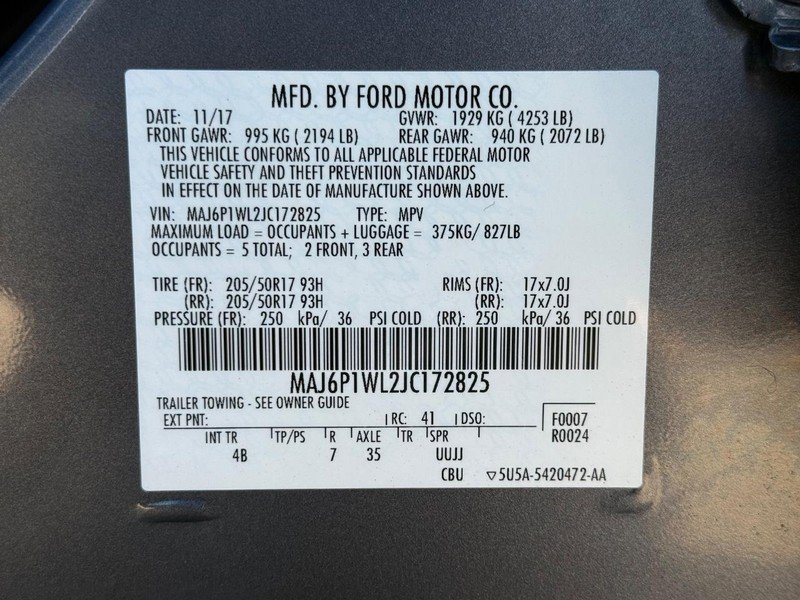 MFD. BY FORD MOTOR CO.
DATE: 11/17 GVWR: 1929 KG ( 4253 LB)
FRONT GAWR: 995 KG ( 2194 LB) REAR GAWR: 940 KG ( 2072 LB)
THIS VEHICLE CONFORMS TO ALL APPLICABLE FEDERAL MOTOR
VEHICLE SAFETY AND THEFT PREVENTION STANDARDS
IN EFFECT ON THE DATE OF MANUFACTURE SHOWN ABOVE.
VIN: MAJ6P1WL2JC172825 TYPE: MPV
MAXIMUM LOAD = OCCUPANTS + LUGGAGE = 375KG/ 827LB
OCCUPANTS = 5 TOTAL; 2 FRONT, 3 REAR
TIRE (FR): 205/50R17 93H RIMS (FR): 17x7.0J
(RR): 205/50R17 93H (RR): 17x7.0J
PRESSURE (FR): 250 kPa/ 36 PSI COLD (RR): 250 kPa/ 36 PSI COLD
MAJ6P1WL2JC172825
TRAILER TOWING - SEE OWNER GUIDE
EXT PNT: RC: 41 DSO: F0007
R0024
INT TR TP/PS R AXLE TR SPR
4B 7 35 UUJJ
CBU ▽5U5A-5420472-AA